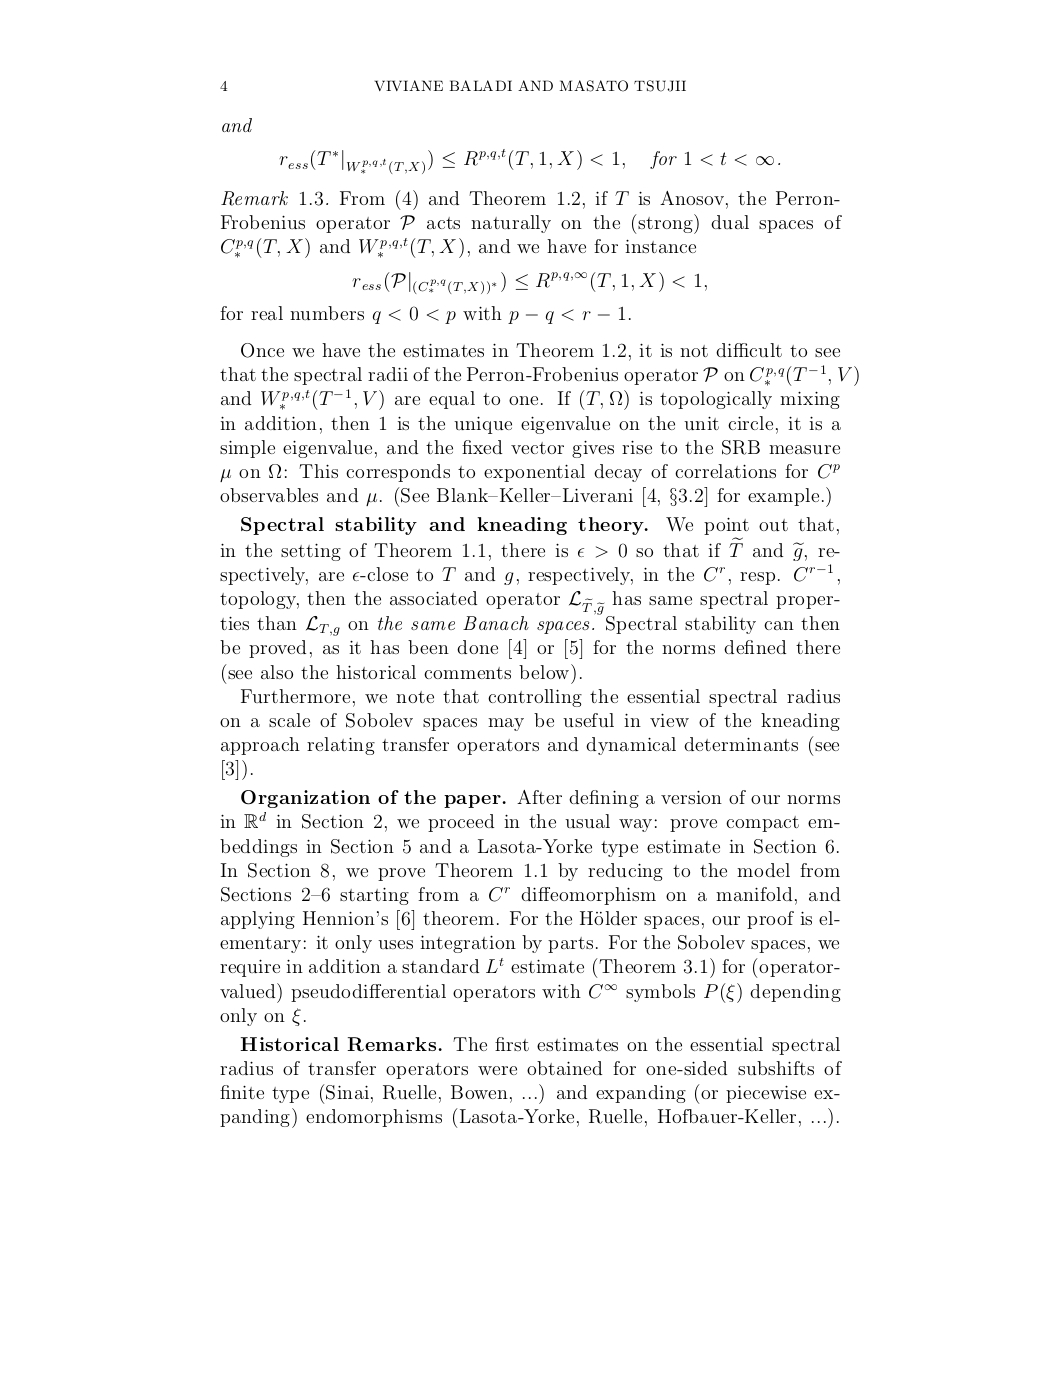 4 VIVIANE BALADI AND MASATO TSUJII
and
$r_{ess}(T^*|_{W_*^{p,q,t}(T,X)}) \leq R^{p,q,t}(T, 1, X) < 1, \quad \text{for } 1 < t < \infty.$
Remark 1.3. From (4) and Theorem 1.2, if $T$ is Anosov, the Perron-
Frobenius operator $\mathcal{P}$ acts naturally on the (strong) dual spaces of
$C_*^{p,q}(T, X)$ and $W_*^{p,q,t}(T, X)$, and we have for instance
$r_{ess}(\mathcal{P}|_{(C_*^{p,q}(T,X))^*}) \leq R^{p,q,\infty}(T, 1, X) < 1,$
for real numbers $q < 0 < p$ with $p - q < r - 1$.
Once we have the estimates in Theorem 1.2, it is not difficult to see
that the spectral radii of the Perron-Frobenius operator $\mathcal{P}$ on $C_*^{p,q}(T^{-1}, V)$
and $W_*^{p,q,t}(T^{-1}, V)$ are equal to one. If $(T, \Omega)$ is topologically mixing
in addition, then 1 is the unique eigenvalue on the unit circle, it is a
simple eigenvalue, and the fixed vector gives rise to the SRB measure
$\mu$ on $\Omega$: This corresponds to exponential decay of correlations for $C^p$
observables and $\mu$. (See Blank–Keller–Liverani [4, §3.2] for example.)
Spectral stability and kneading theory. We point out that,
in the setting of Theorem 1.1, there is $\epsilon > 0$ so that if $\widetilde{T}$ and $\widetilde{g}$, re-
spectively, are $\epsilon$-close to $T$ and $g$, respectively, in the $C^r$, resp. $C^{r-1}$,
topology, then the associated operator $\mathcal{L}_{\widetilde{T},\widetilde{g}}$ has same spectral proper-
ties than $\mathcal{L}_{T,g}$ on the same Banach spaces. Spectral stability can then
be proved, as it has been done [4] or [5] for the norms defined there
(see also the historical comments below).
Furthermore, we note that controlling the essential spectral radius
on a scale of Sobolev spaces may be useful in view of the kneading
approach relating transfer operators and dynamical determinants (see
[3]).
Organization of the paper. After defining a version of our norms
in $\mathbb{R}^d$ in Section 2, we proceed in the usual way: prove compact em-
beddings in Section 5 and a Lasota-Yorke type estimate in Section 6.
In Section 8, we prove Theorem 1.1 by reducing to the model from
Sections 2–6 starting from a $C^r$ diffeomorphism on a manifold, and
applying Hennion's [6] theorem. For the Hölder spaces, our proof is el-
ementary: it only uses integration by parts. For the Sobolev spaces, we
require in addition a standard $L^t$ estimate (Theorem 3.1) for (operator-
valued) pseudodifferential operators with $C^\infty$ symbols $P(\xi)$ depending
only on $\xi$.
Historical Remarks. The first estimates on the essential spectral
radius of transfer operators were obtained for one-sided subshifts of
finite type (Sinai, Ruelle, Bowen, ...) and expanding (or piecewise ex-
panding) endomorphisms (Lasota-Yorke, Ruelle, Hofbauer-Keller, ...).